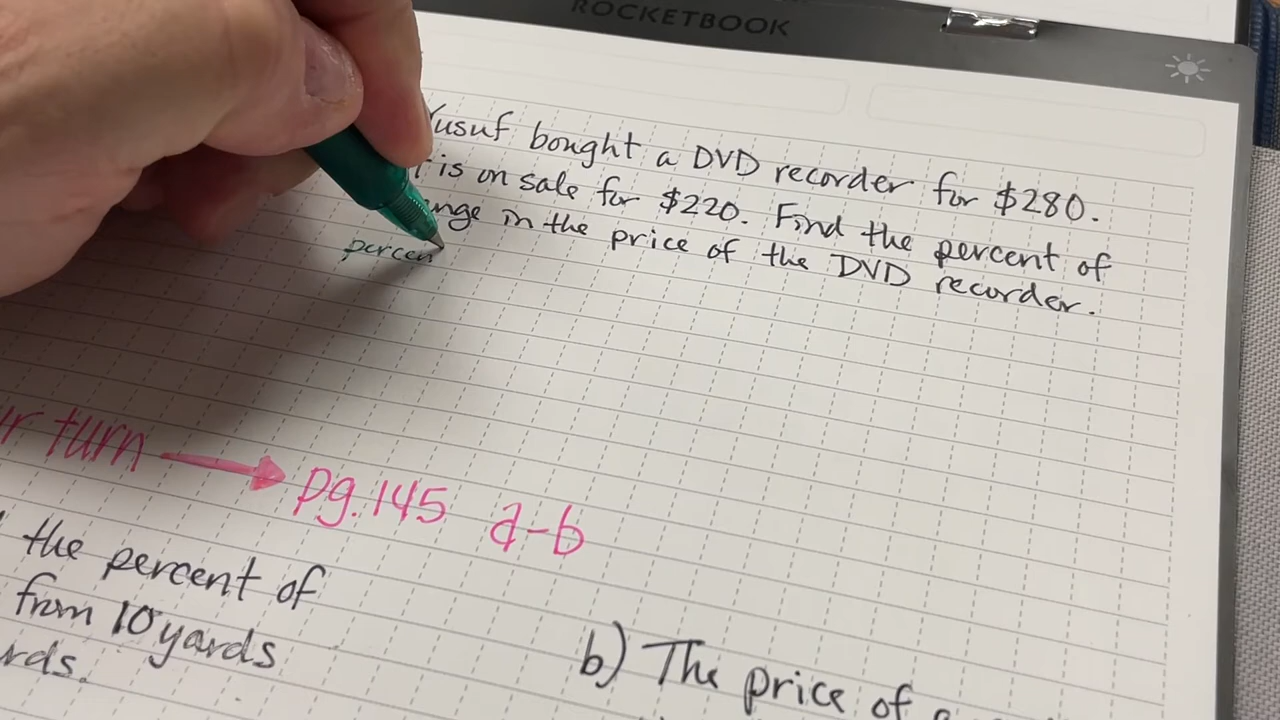 ROCKETBOOK
Yusuf bought a DVD recorder for $280.
is on sale for $220. Find the percent of
in the price of the DVD recorder.
percen
turn → pg.145 a-b
the percent of
from 10 yards
b) The price of